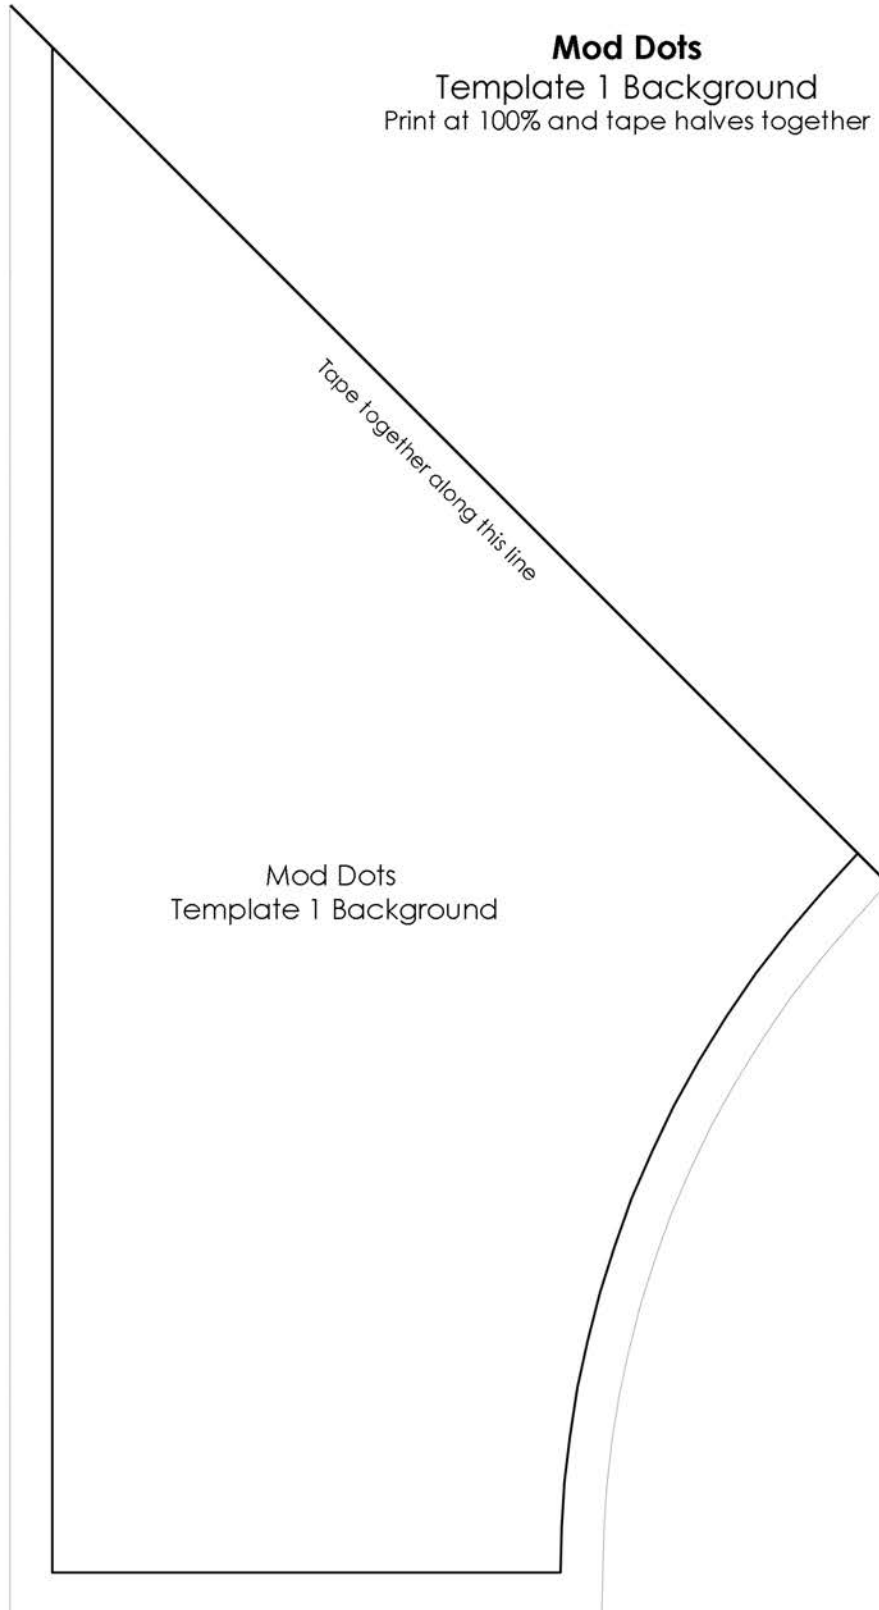 Mod Dots
Template 1 Background
Print at 100% and tape halves together
Tape together along this line
Mod Dots
Template 1 Background